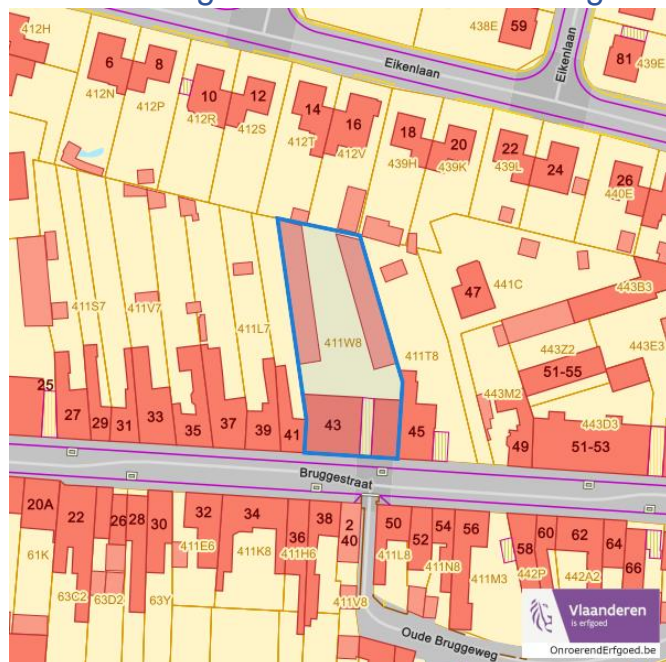 412H
438E
59
Eikenlaan
81
439E
6
8
412N
412P
10
12
412R
412S
Eikenlaan
14
16
412T
412V
18
20
439H
439K
22
24
439L
26
440E
47
441C
443B3
411S7
411V7
411L7
411W8
411T8
443Z2
443E3
51-55
443M2
443D3
25
27
29
31
33
35
37
39
41
43
45
49
51-53
Bruggestraat
20A
22
26
28
30
32
34
36
38
2
40
50
52
54
56
58
60
62
64
66
61K
63C2
63D2
63Y
411E6
411K8
411H6
411V8
411L8
411N8
411M3
442P
442A2
Oude Bruggeweg
Vlaanderen
is erfgoed
OnroerendErfgoed.be